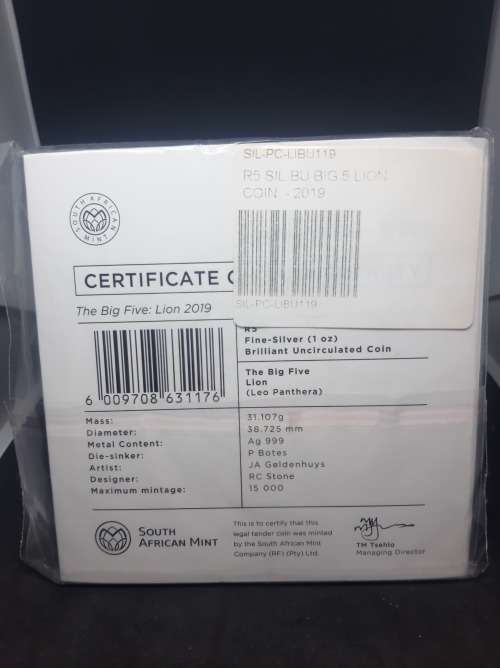 SIL-PC-LIBU119
R5 SIL.BU BIG 5 LION
COIN. - 2019
SIL-PC-LIBU119
SOUTH AFRICAN MINT
CERTIFICATE
The Big Five: Lion 2019
R5
Fine-Silver (1 oz)
Brilliant Uncirculated Coin
The Big Five
Lion
(Leo Panthera)
6 009708 631176
Mass: 31.107g
Diameter: 38.725 mm
Metal Content: Ag 999
Die-sinker: P Botes
Artist: JA Geldenhuys
Designer: RC Stone
Maximum mintage: 15 000
SOUTH
AFRICAN MINT
This is to certify that this
legal tender coin was minted
by the South African Mint
Company (RF) (Pty) Ltd.
TM Tsehlo
Managing Director